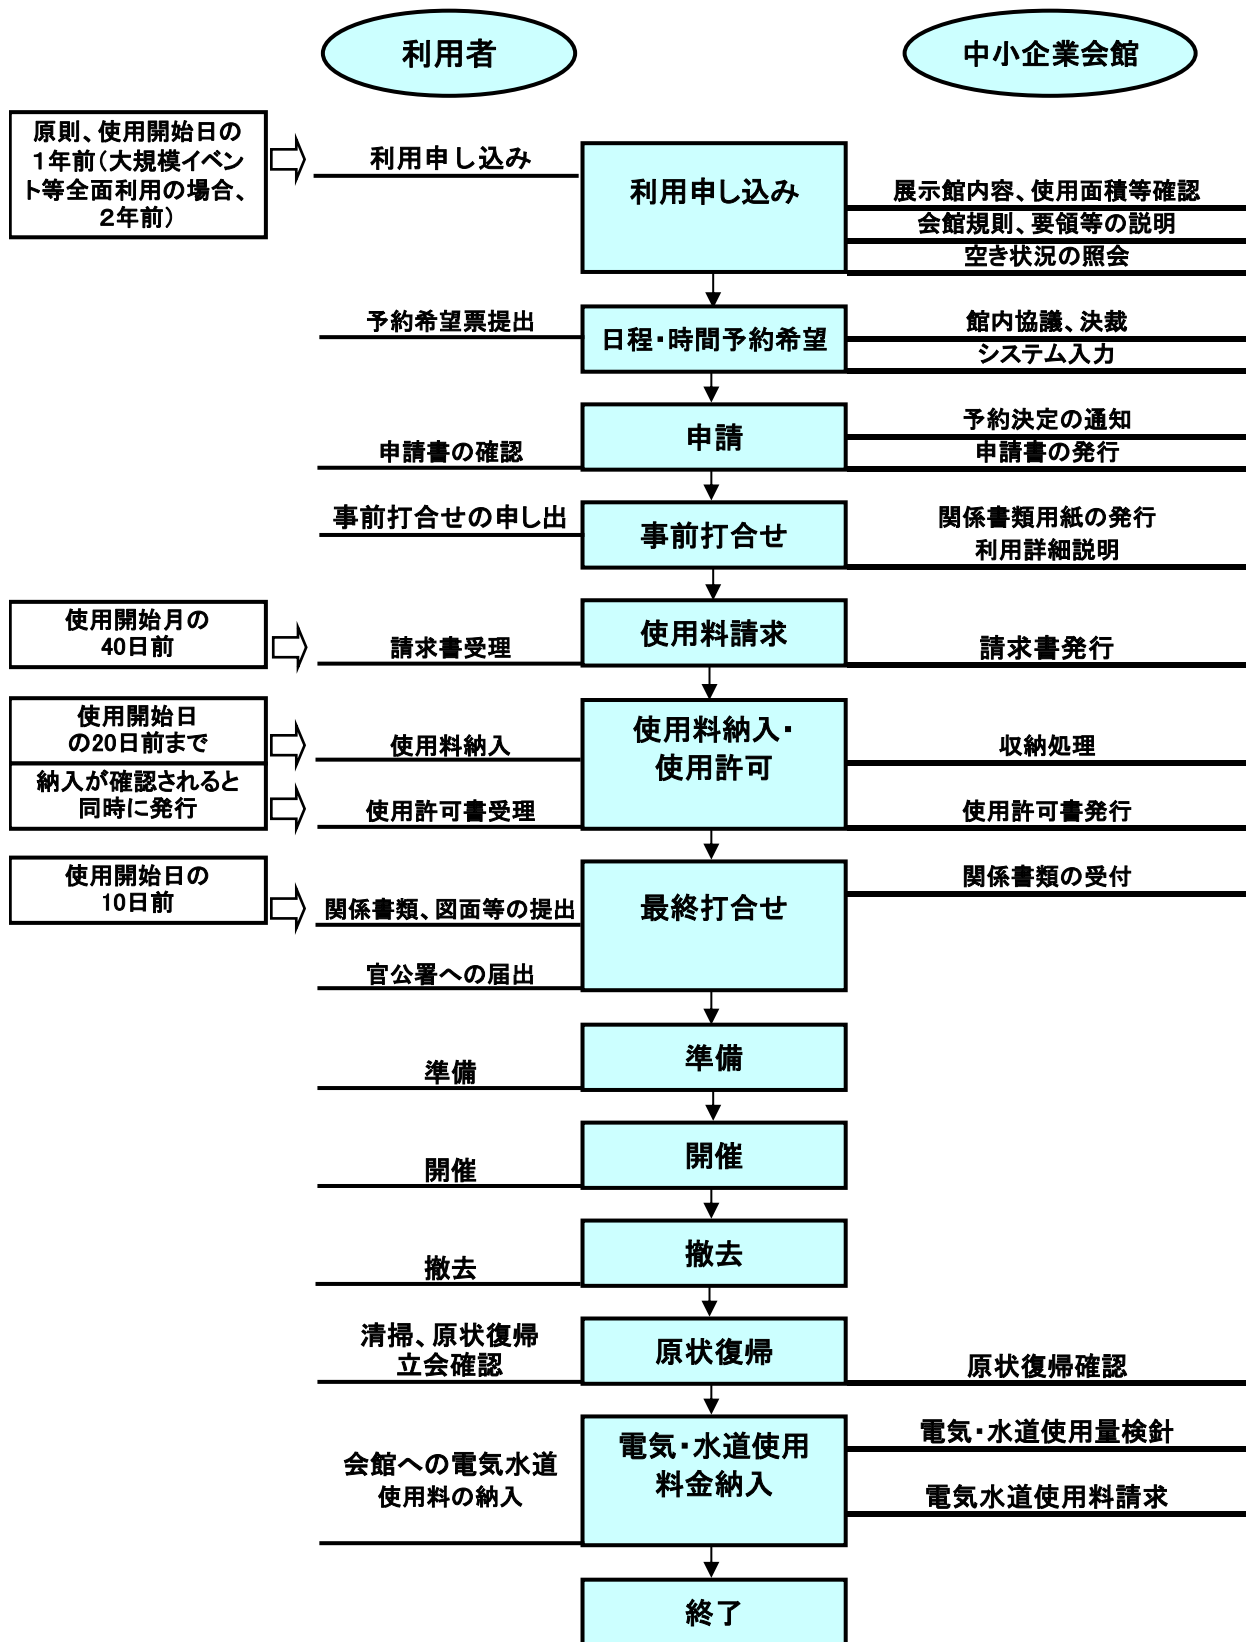 利用者
中小企業会館
原則、使用開始日の
１年前（大規模イベン
ト等全面利用の場合、
２年前）
利用申し込み
利用申し込み
展示館内容、使用面積等確認
会館規則、要領等の説明
空き状況の照会
予約希望票提出
日程・時間予約希望
館内協議、決裁
システム入力
申請書の確認
申請
予約決定の通知
申請書の発行
事前打合せの申し出
事前打合せ
関係書類用紙の発行
利用詳細説明
使用開始月の
40日前
請求書受理
使用料請求
請求書発行
使用開始日
の20日前まで
使用料納入
使用料納入・
使用許可
収納処理
納入が確認されると
同時に発行
使用許可書受理
使用許可書発行
使用開始日の
10日前
関係書類、図面等の提出
官公署への届出
最終打合せ
関係書類の受付
準備
準備
開催
開催
撤去
撤去
清掃、原状復帰
立会確認
原状復帰
原状復帰確認
会館への電気水道
使用料の納入
電気・水道使用
料金納入
電気・水道使用量検針
電気水道使用料請求
終了